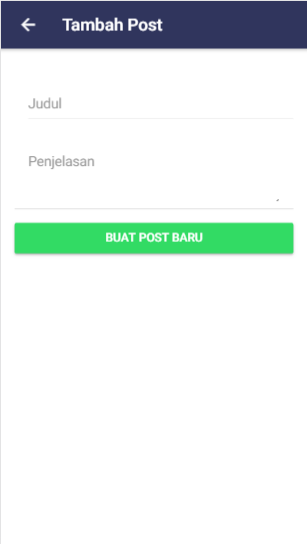 Tambah Post
Judul
Penjelasan
BUAT POST BARU